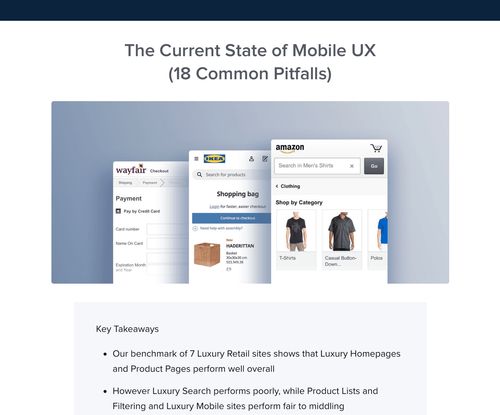 The Current State of Mobile UX
(18 Common Pitfalls)
wayfair Checkout
Shipping Payment
Payment
Pay by Credit Card
Card number
Name On Card
Expiration Month
and Year
IKEA
Search for products
Shopping bag
Login for faster, easier checkout
Continue to checkout
Need help with assembly?
New
HADERITTAN
Basket
amazon
Search in Men's Shirts
Go
Clothing
Shop by Category
T-Shirts
Casual Button-
Down...
Polos
Key Takeaways
Our benchmark of 7 Luxury Retail sites shows that Luxury Homepages
and Product Pages perform well overall
However Luxury Search performs poorly, while Product Lists and
Filtering and Luxury Mobile sites perform fair to middling